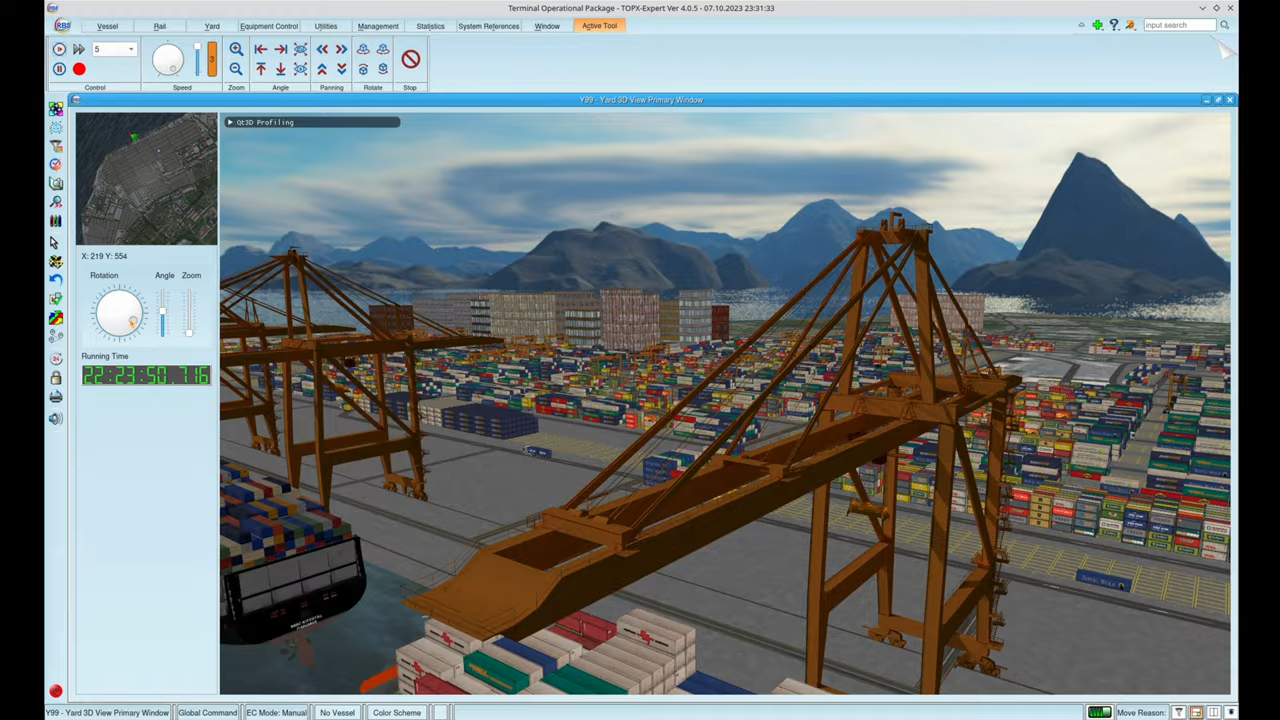 Terminal Operational Package - TOPX-Expert Ver 4.0.5 - 07.10.2023 23:31:33
RBS
Vessel Rail Yard Equipment Control Utilities Management Statistics System References Window Active Tool
input search
5
3
Control Speed Zoom Angle Panning Rotate Stop
Y99 - Yard 3D View Primary Window
Qt3D Profiling
X: 219 Y: 554
Rotation Angle Zoom
Running Time
22:23:50.716
Y99 - Yard 3D View Primary Window Global Command EC Mode: Manual No Vessel Color Scheme Move Reason: